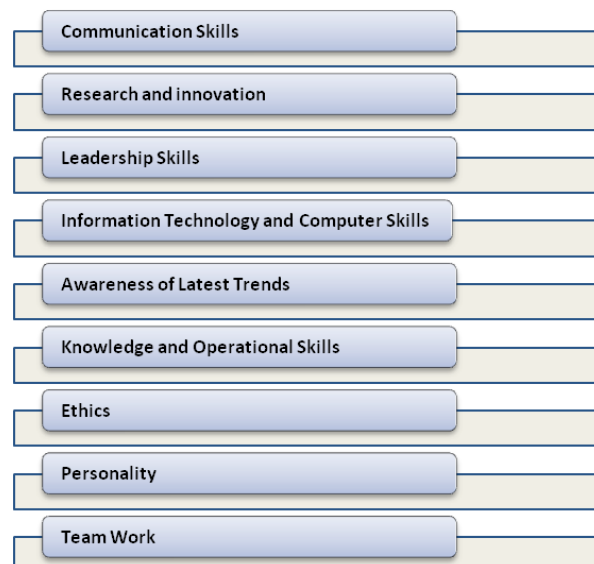 Communication Skills
Research and innovation
Leadership Skills
Information Technology and Computer Skills
Awareness of Latest Trends
Knowledge and Operational Skills
Ethics
Personality
Team Work